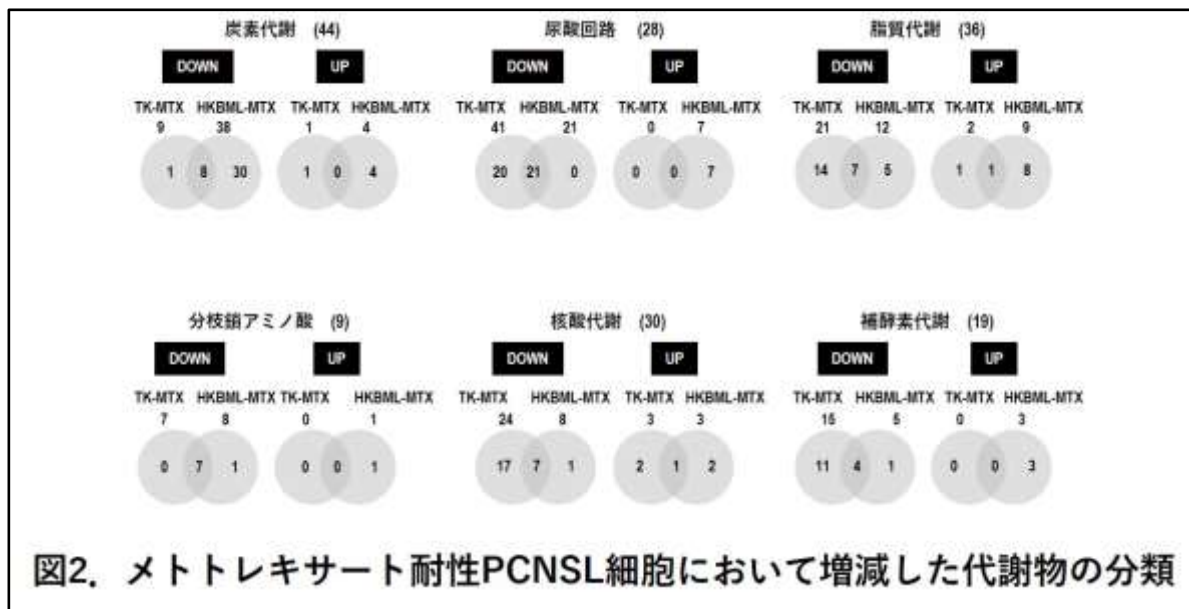 炭素代謝 (44)
DOWN UP
TK-MTX HKBML-MTX TK-MTX HKBML-MTX
9 38 1 4
1 8 30 1 0 4
尿酸回路 (28)
DOWN UP
TK-MTX HKBML-MTX TK-MTX HKBML-MTX
41 21 0 7
20 21 0 0 0 7
脂質代謝 (36)
DOWN UP
TK-MTX HKBML-MTX TK-MTX HKBML-MTX
21 12 2 9
14 7 5 1 1 8
分枝鎖アミノ酸 (9)
DOWN UP
TK-MTX HKBML-MTX TK-MTX HKBML-MTX
7 8 0 1
0 7 1 0 0 1
核酸代謝 (30)
DOWN UP
TK-MTX HKBML-MTX TK-MTX HKBML-MTX
24 8 3 3
17 7 1 2 1 2
補酵素代謝 (19)
DOWN UP
TK-MTX HKBML-MTX TK-MTX HKBML-MTX
15 5 0 3
11 4 1 0 0 3
図2．メトトレキサート耐性PCNSL細胞において増減した代謝物の分類